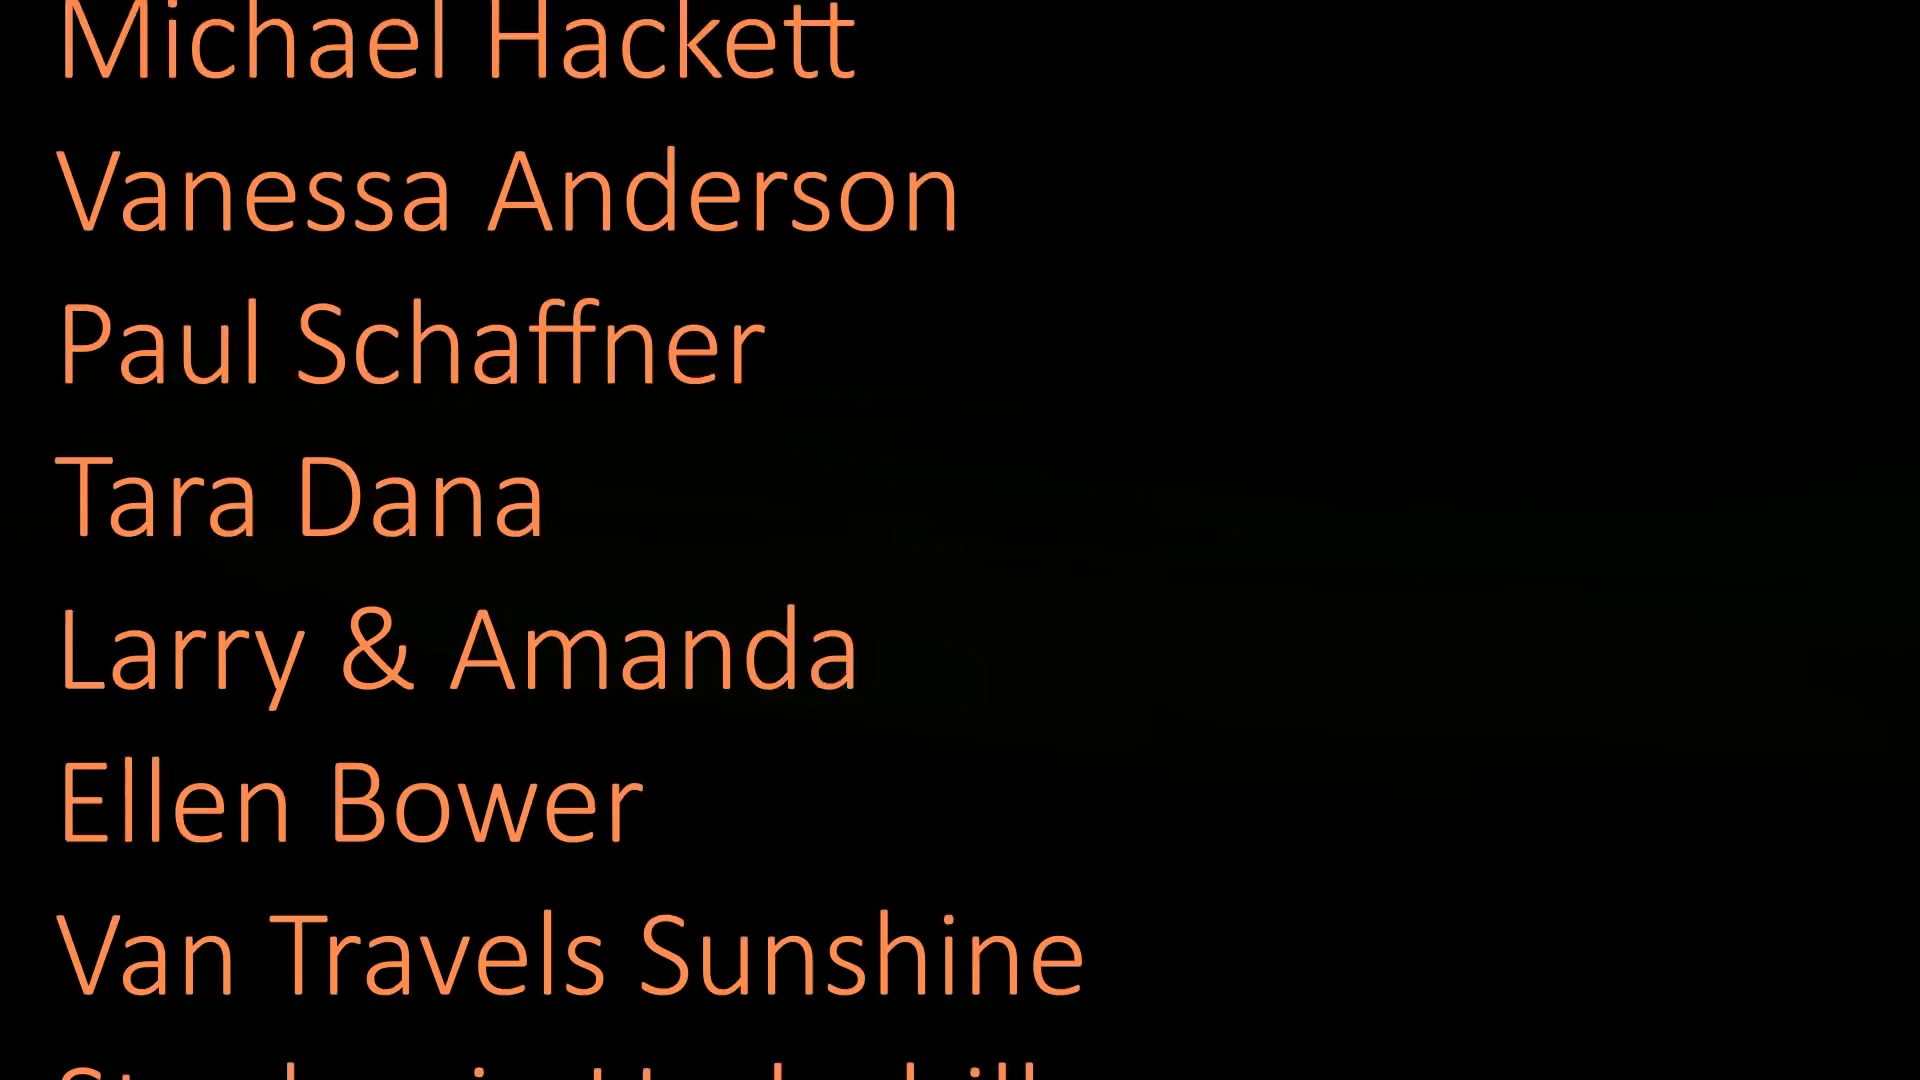 Michael Hackett
Vanessa Anderson
Paul Schaffner
Tara Dana
Larry & Amanda
Ellen Bower
Van Travels Sunshine